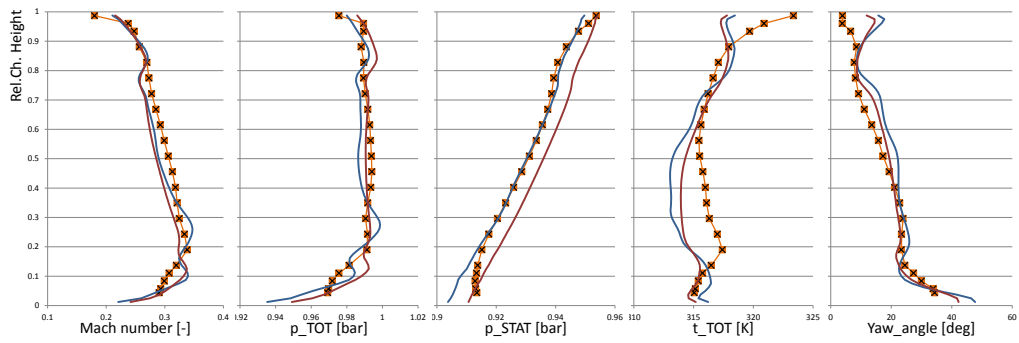 Rel.Ch. Height
1
0.9
0.8
0.7
0.6
0.5
0.4
0.3
0.2
0.1
0
0.1 0.2 0.3 0.4
.92 0.94 0.96 0.98 1 1.02
0.9 0.92 0.94 0.96
310 315 320 325
0 20 40 60
Mach number [-]
p_TOT [bar]
p_STAT [bar]
t_TOT [K]
Yaw_angle [deg]